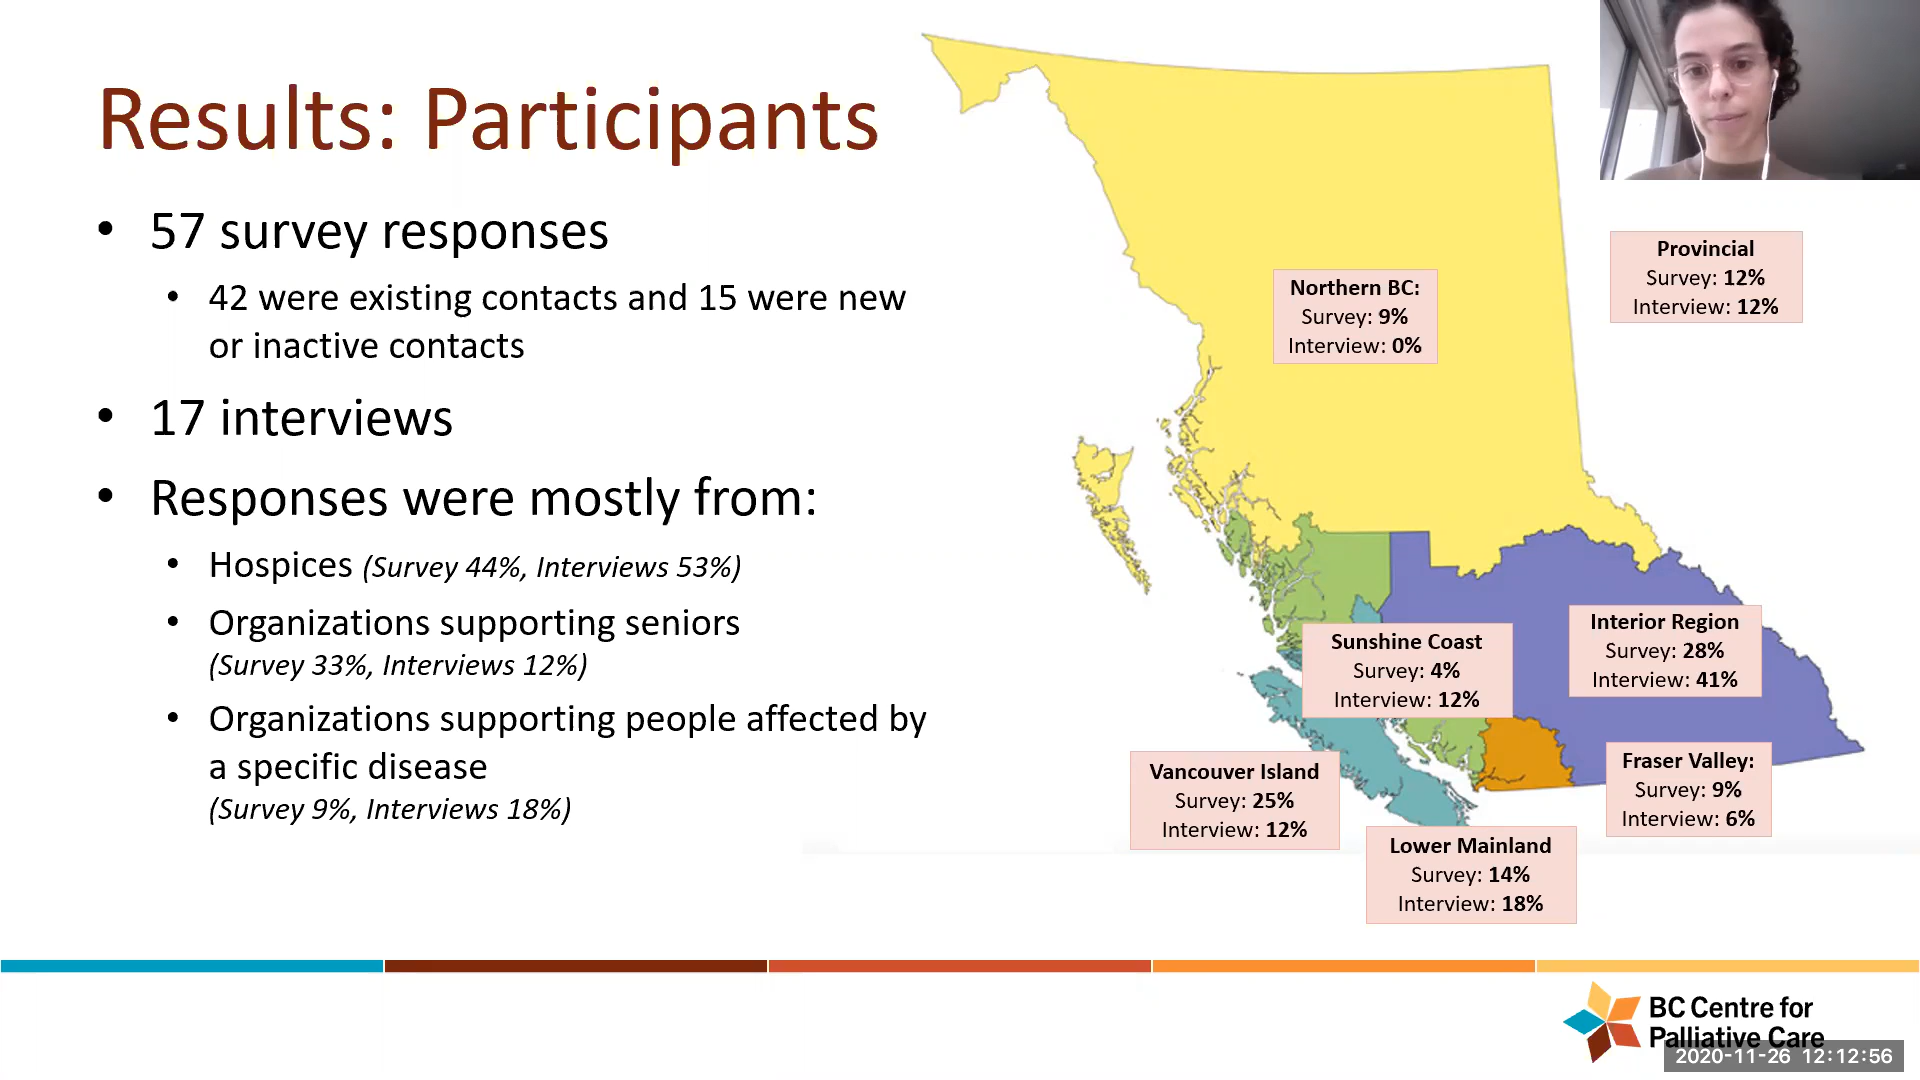 Results: Participants
• 57 survey responses
• 42 were existing contacts and 15 were new
or inactive contacts
• 17 interviews
• Responses were mostly from:
• Hospices (Survey 44%, Interviews 53%)
• Organizations supporting seniors
(Survey 33%, Interviews 12%)
• Organizations supporting people affected by
a specific disease
(Survey 9%, Interviews 18%)
Provincial
Survey: 12%
Interview: 12%
Northern BC:
Survey: 9%
Interview: 0%
Interior Region
Survey: 28%
Interview: 41%
Sunshine Coast
Survey: 4%
Interview: 12%
Vancouver Island
Survey: 25%
Interview: 12%
Fraser Valley:
Survey: 9%
Interview: 6%
Lower Mainland
Survey: 14%
Interview: 18%
BC Centre for
Palliative Care
2020-11-26 12:12:56